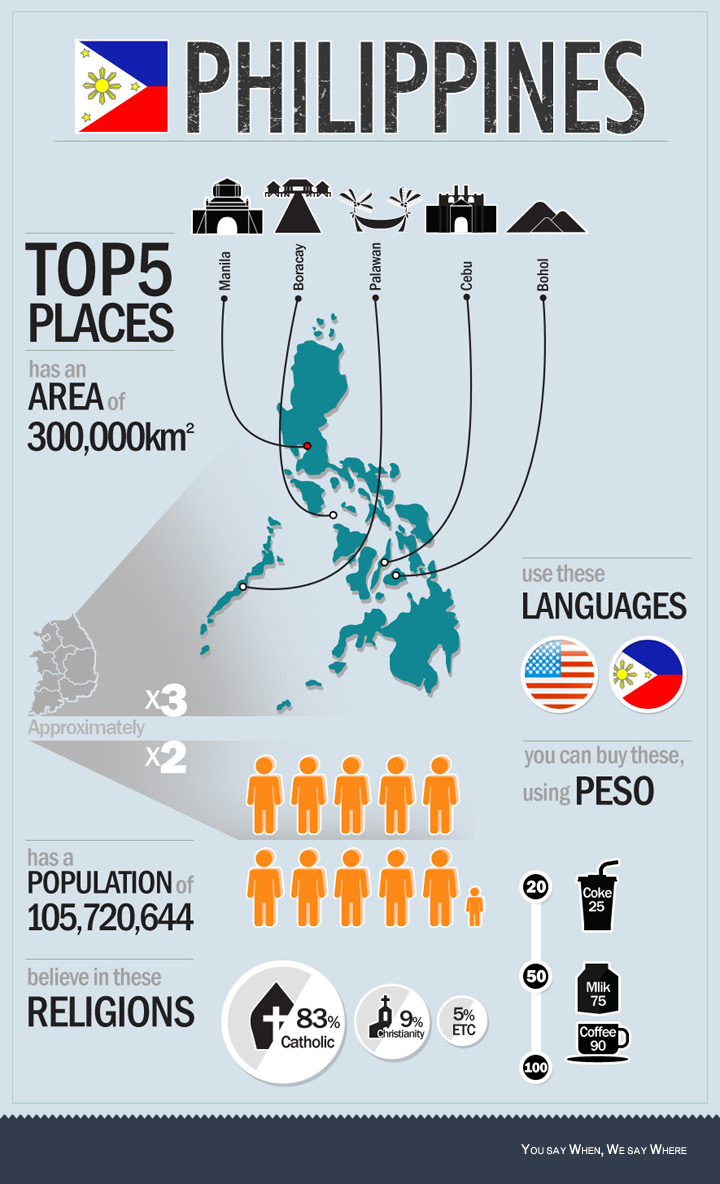 PHILIPPINES
Manila
Boracay
Palawan
Cebu
Bohol
TOP5
PLACES
has an
AREA of
300,000km²
x3
Approximately
x2
use these
LANGUAGES
you can buy these,
using PESO
has a
POPULATION of
105,720,644
20
Coke
25
50
Mlik
75
Coffee
90
100
believe in these
RELIGIONS
83%
Catholic
9%
Christianity
5%
ETC
YOU SAY WHEN, WE SAY WHERE